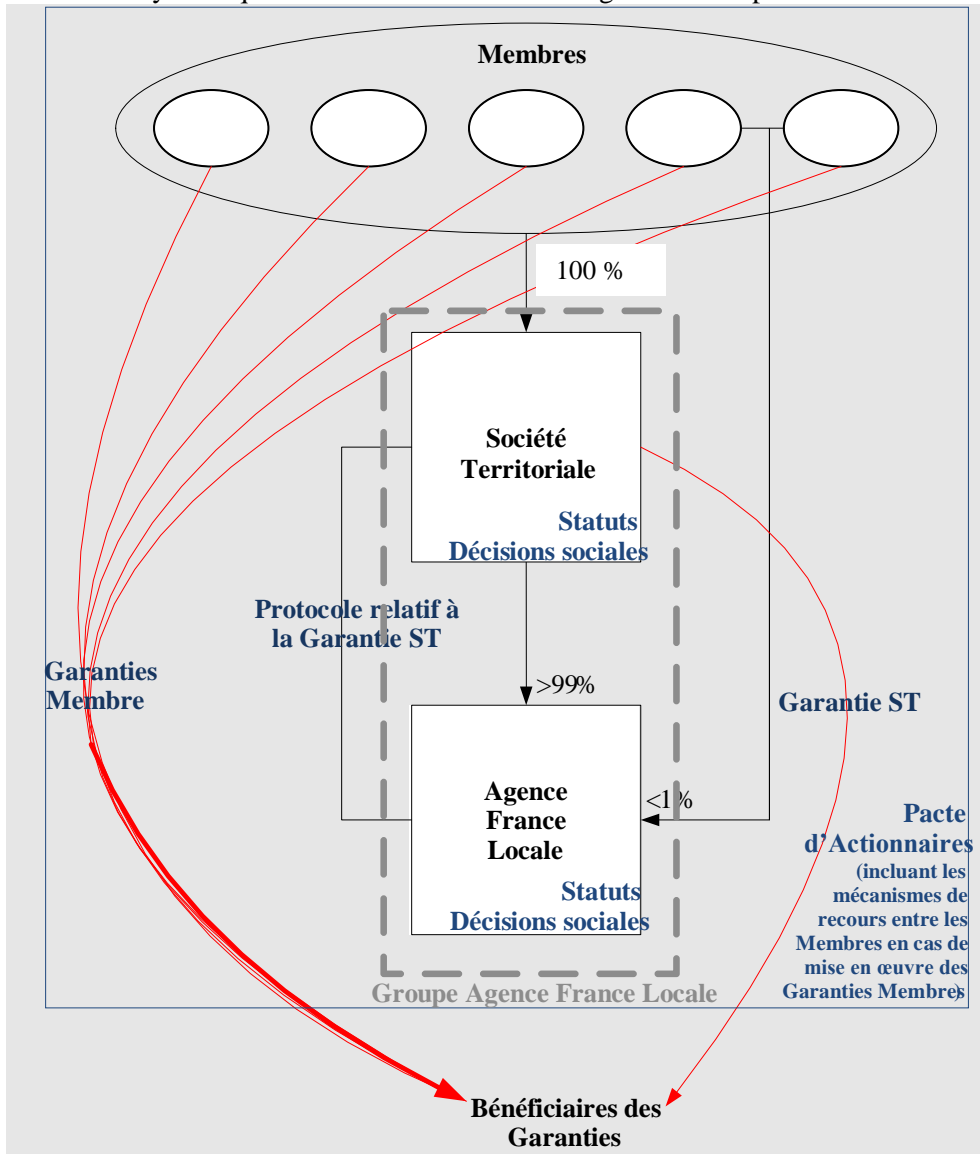 Membres
100 %
Société
Territoriale
Statuts
Décisions sociales
Protocole relatif à
la Garantie ST
Garanties
Membre
>99%
Garantie ST
Agence
France
Locale
<1%
Statuts
Décisions sociales
Pacte
d'Actionnaires
(incluant les
mécanismes de
recours entre les
Membres en cas de
mise en œuvre des
Garanties Membres)
Groupe Agence France Locale
Bénéficiaires des
Garanties